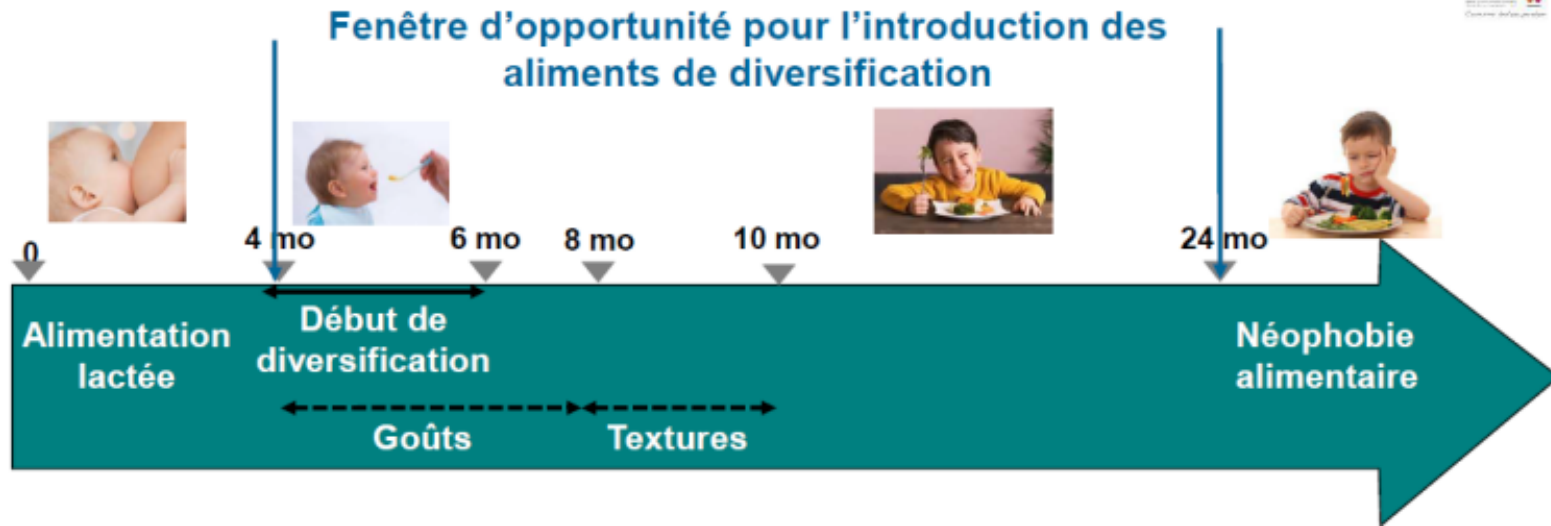 Fenêtre d'opportunité pour l'introduction des
aliments de diversification
0
4 mo
6 mo
8 mo
10 mo
24 mo
Alimentation
lactée
Début de
diversification
Goûts
Textures
Néophobie
alimentaire